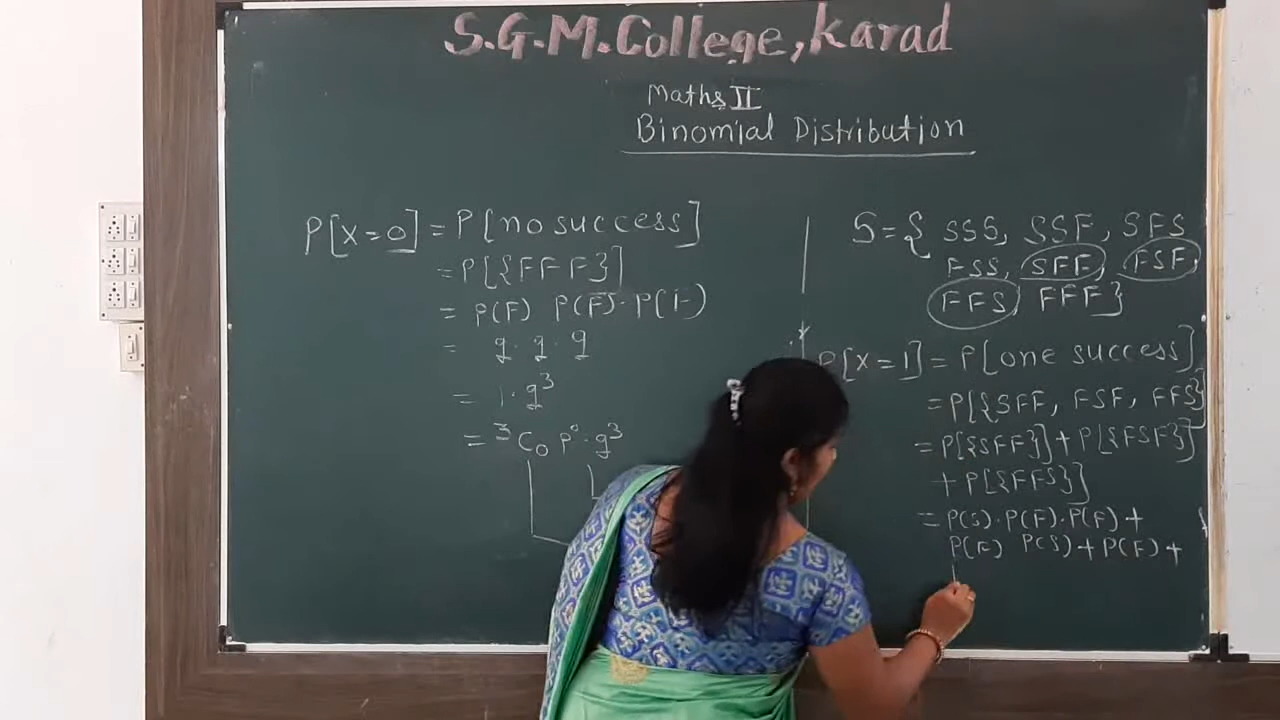 S.G.M.College, Karad
Maths II
Binomial Distribution
P[X=0] = P[no success]
= P[{FFF}]
= P(F) P(F)·P(F)
= q·q·q
= 1·q³
= ³C₀ p⁰·q³
S={ SSS, SSF, SFS
FSS, SFF, FSF,
FFS, FFF}
P[X=1] = P[one success]
=P[{SFF, FSF, FFS}
=P[{SFF}]+P[{FSF}]
+P[{FFS}]
=P(S)·P(F)·P(F)+
P(F) P(S)+P(F)+